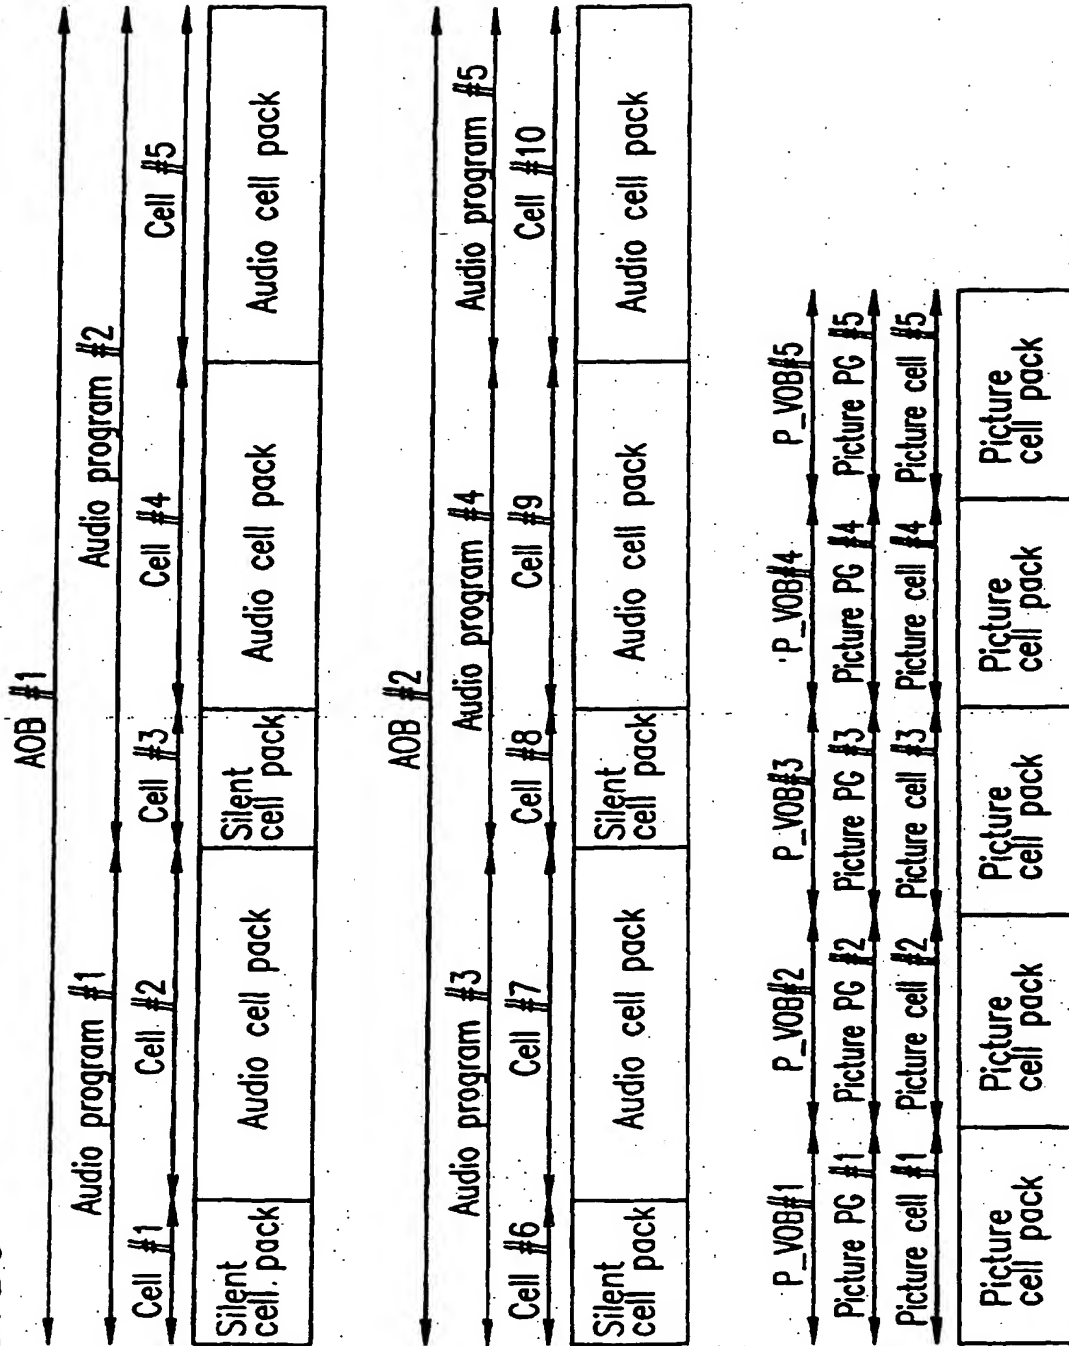 AOB #1
Audio program #1
Audio program #2
Cell #1
Cell #2
Cell #3
Cell #4
Cell #5
Silent
cell. pack
Audio cell pack
Silent
cell pack
Audio cell pack
Audio cell pack
AOB #2
Audio program #3
Audio program #4
Audio program #5
Cell #6
Cell #7
Cell #8
Cell #9
Cell #10
Silent
cell pack
Audio cell pack
Silent
cell pack
Audio cell pack
Audio cell pack
P_VOB#1
P_VOB#2
P_VOB#3
P_VOB#4
P_VOB#5
Picture PG #1
Picture PG #2
Picture PG #3
Picture PG #4
Picture PG #5
Picture cell #1
Picture cell #2
Picture cell #3
Picture cell #4
Picture cell #5
Picture
cell pack
Picture
cell pack
Picture
cell pack
Picture
cell pack
Picture
cell pack